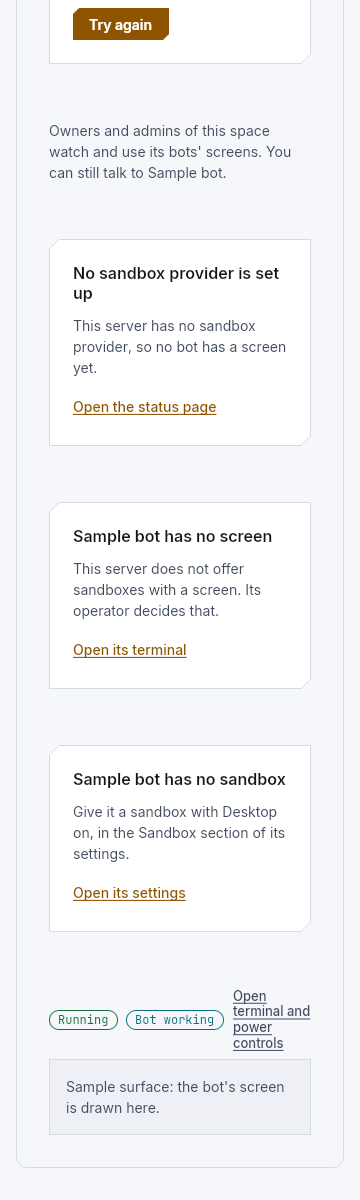 Try again
Owners and admins of this space
watch and use its bots' screens. You
can still talk to Sample bot.
No sandbox provider is set
up
This server has no sandbox
provider, so no bot has a screen
yet.
Open the status page
Sample bot has no screen
This server does not offer
sandboxes with a screen. Its
operator decides that.
Open its terminal
Sample bot has no sandbox
Give it a sandbox with Desktop
on, in the Sandbox section of its
settings.
Open its settings
Running
Bot working
Open
terminal and
power
controls
Sample surface: the bot's screen
is drawn here.